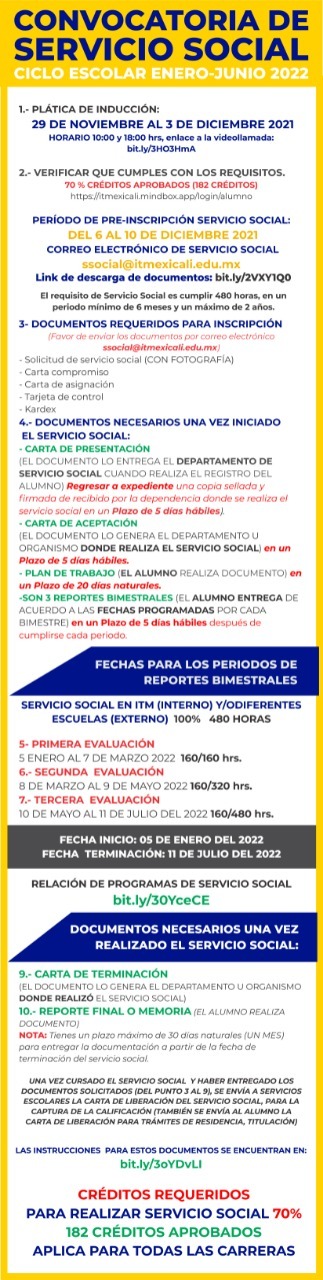 CONVOCATORIA DE
SERVICIO SOCIAL
CICLO ESCOLAR ENERO-JUNIO 2022
1.- PLÁTICA DE INDUCCIÓN:
29 DE NOVIEMBRE AL 3 DE DICIEMBRE 2021
HORARIO 10:00 y 18:00 hrs, enlace a la videollamada:
bit.ly/3HO3HmA
2.- VERIFICAR QUE CUMPLES CON LOS REQUISITOS.
70 % CRÉDITOS APROBADOS (182 CRÉDITOS)
https://itmexicali.mindbox.app/login/alumno
PERÍODO DE PRE-INSCRIPCIÓN SERVICIO SOCIAL:
DEL 6 AL 10 DE DICIEMBRE 2021
CORREO ELECTRÓNICO DE SERVICIO SOCIAL
ssocial@itmexicali.edu.mx
Link de descarga de documentos: bit.ly/2VXY1Q0
El requisito de Servicio Social es cumplir 480 horas, en un
periodo mínimo de 6 meses y un máximo de 2 años.
3- DOCUMENTOS REQUERIDOS PARA INSCRIPCIÓN
(Favor de enviar los documentos por correo electrónico
ssocial@itmexicali.edu.mx)
- Solicitud de servicio social (CON FOTOGRAFÍA)
- Carta compromiso
- Carta de asignación
- Tarjeta de control
- Kardex
4.- DOCUMENTOS NECESARIOS UNA VEZ INICIADO
EL SERVICIO SOCIAL:
- CARTA DE PRESENTACIÓN
(EL DOCUMENTO LO ENTREGA EL DEPARTAMENTO DE
SERVICIO SOCIAL CUANDO REALIZA EL REGISTRO DEL
ALUMNO) Regresar a expediente una copia sellada y
firmada de recibido por la dependencia donde se realiza el
servicio social en un Plazo de 5 días hábiles).
- CARTA DE ACEPTACIÓN
(EL DOCUMENTO LO GENERA EL DEPARTAMENTO U
ORGANISMO DONDE REALIZA EL SERVICIO SOCIAL) en un
Plazo de 5 días hábiles.
- PLAN DE TRABAJO (EL ALUMNO REALIZA DOCUMENTO) en
un Plazo de 20 días naturales.
-SON 3 REPORTES BIMESTRALES (EL ALUMNO ENTREGA DE
ACUERDO A LAS FECHAS PROGRAMADAS POR CADA
BIMESTRE) en un Plazo de 5 días hábiles después de
cumplirse cada periodo.
FECHAS PARA LOS PERIODOS DE
REPORTES BIMESTRALES
SERVICIO SOCIAL EN ITM (INTERNO) Y/ODIFERENTES
ESCUELAS (EXTERNO) 100% 480 HORAS
5- PRIMERA EVALUACIÓN
5 ENERO AL 7 DE MARZO 2022 160/160 hrs.
6.- SEGUNDA EVALUACIÓN
8 DE MARZO AL 9 DE MAYO 2022 160/320 hrs.
7.- TERCERA EVALUACIÓN
10 DE MAYO AL 11 DE JULIO DEL 2022 160/480 hrs.
FECHA INICIO: 05 DE ENERO DEL 2022
FECHA TERMINACIÓN: 11 DE JULIO DEL 2022
RELACIÓN DE PROGRAMAS DE SERVICIO SOCIAL
bit.ly/30YceCE
DOCUMENTOS NECESARIOS UNA VEZ
REALIZADO EL SERVICIO SOCIAL:
9.- CARTA DE TERMINACIÓN
(EL DOCUMENTO LO GENERA EL DEPARTAMENTO U ORGANISMO
DONDE REALIZÓ EL SERVICIO SOCIAL)
10.- REPORTE FINAL O MEMORIA (EL ALUMNO REALIZA
DOCUMENTO)
NOTA: Tienes un plazo máximo de 30 días naturales (UN MES)
para entregar la documentación a partir de la fecha de
terminación del servicio social.
UNA VEZ CURSADO EL SERVICIO SOCIAL Y HABER ENTREGADO LOS
DOCUMENTOS SOLICITADOS (DEL PUNTO 3 AL 9), SE ENVÍA A SERVICIOS
ESCOLARES LA CARTA DE LIBERACIÓN DEL SERVICIO SOCIAL, PARA LA
CAPTURA DE LA CALIFICACIÓN (TAMBIÉN SE ENVÍA AL ALUMNO LA
CARTA DE LIBERACIÓN PARA TRÁMITES DE RESIDENCIA, TITULACIÓN)
LAS INSTRUCCIONES PARA ESTOS DOCUMENTOS SE ENCUENTRAN EN:
bit.ly/3oYDvLI
CRÉDITOS REQUERIDOS
PARA REALIZAR SERVICIO SOCIAL 70%
182 CRÉDITOS APROBADOS
APLICA PARA TODAS LAS CARRERAS